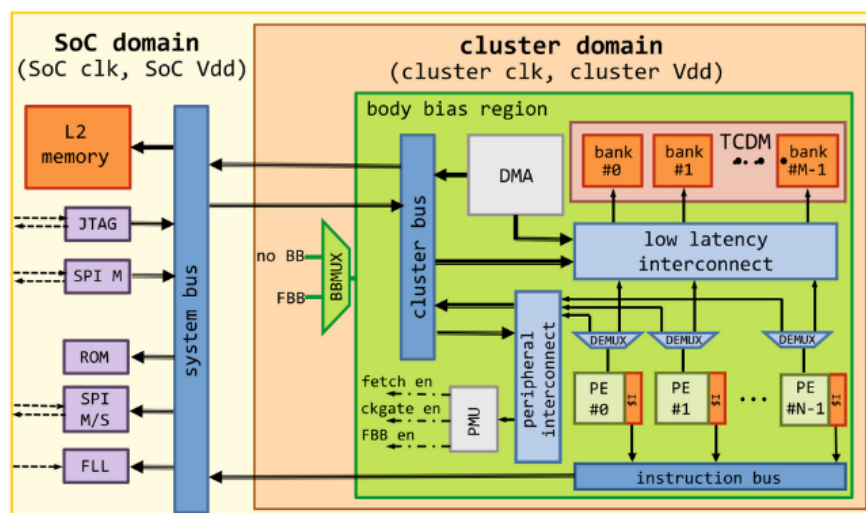 SoC domain
(SoC clk, SoC Vdd)
cluster domain
(cluster clk, cluster Vdd)
body bias region
L2
memory
JTAG
SPI M
ROM
SPI
M/S
FLL
system bus
no BB
FBB
BBMUX
cluster bus
DMA
TCDM
bank
#0
bank
#1
bank
#M-1
low latency
interconnect
peripheral
interconnect
DEMUX
DEMUX
DEMUX
PE
#0
I$
PE
#1
I$
...
PE
#N-1
I$
fetch en
ckgate en
FBB en
PMU
instruction bus